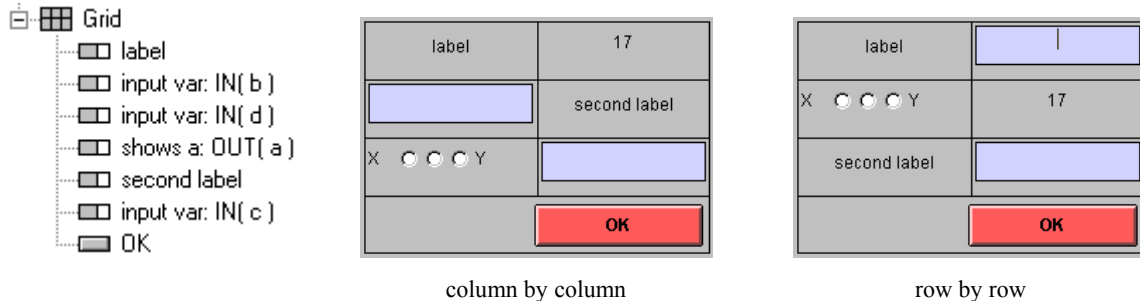 Grid
label
input var: IN( b )
input var: IN( d )
shows a: OUT( a )
second label
input var: IN( c )
OK
label 17
second label
X Y
OK
column by column
label
X Y 17
second label
OK
row by row